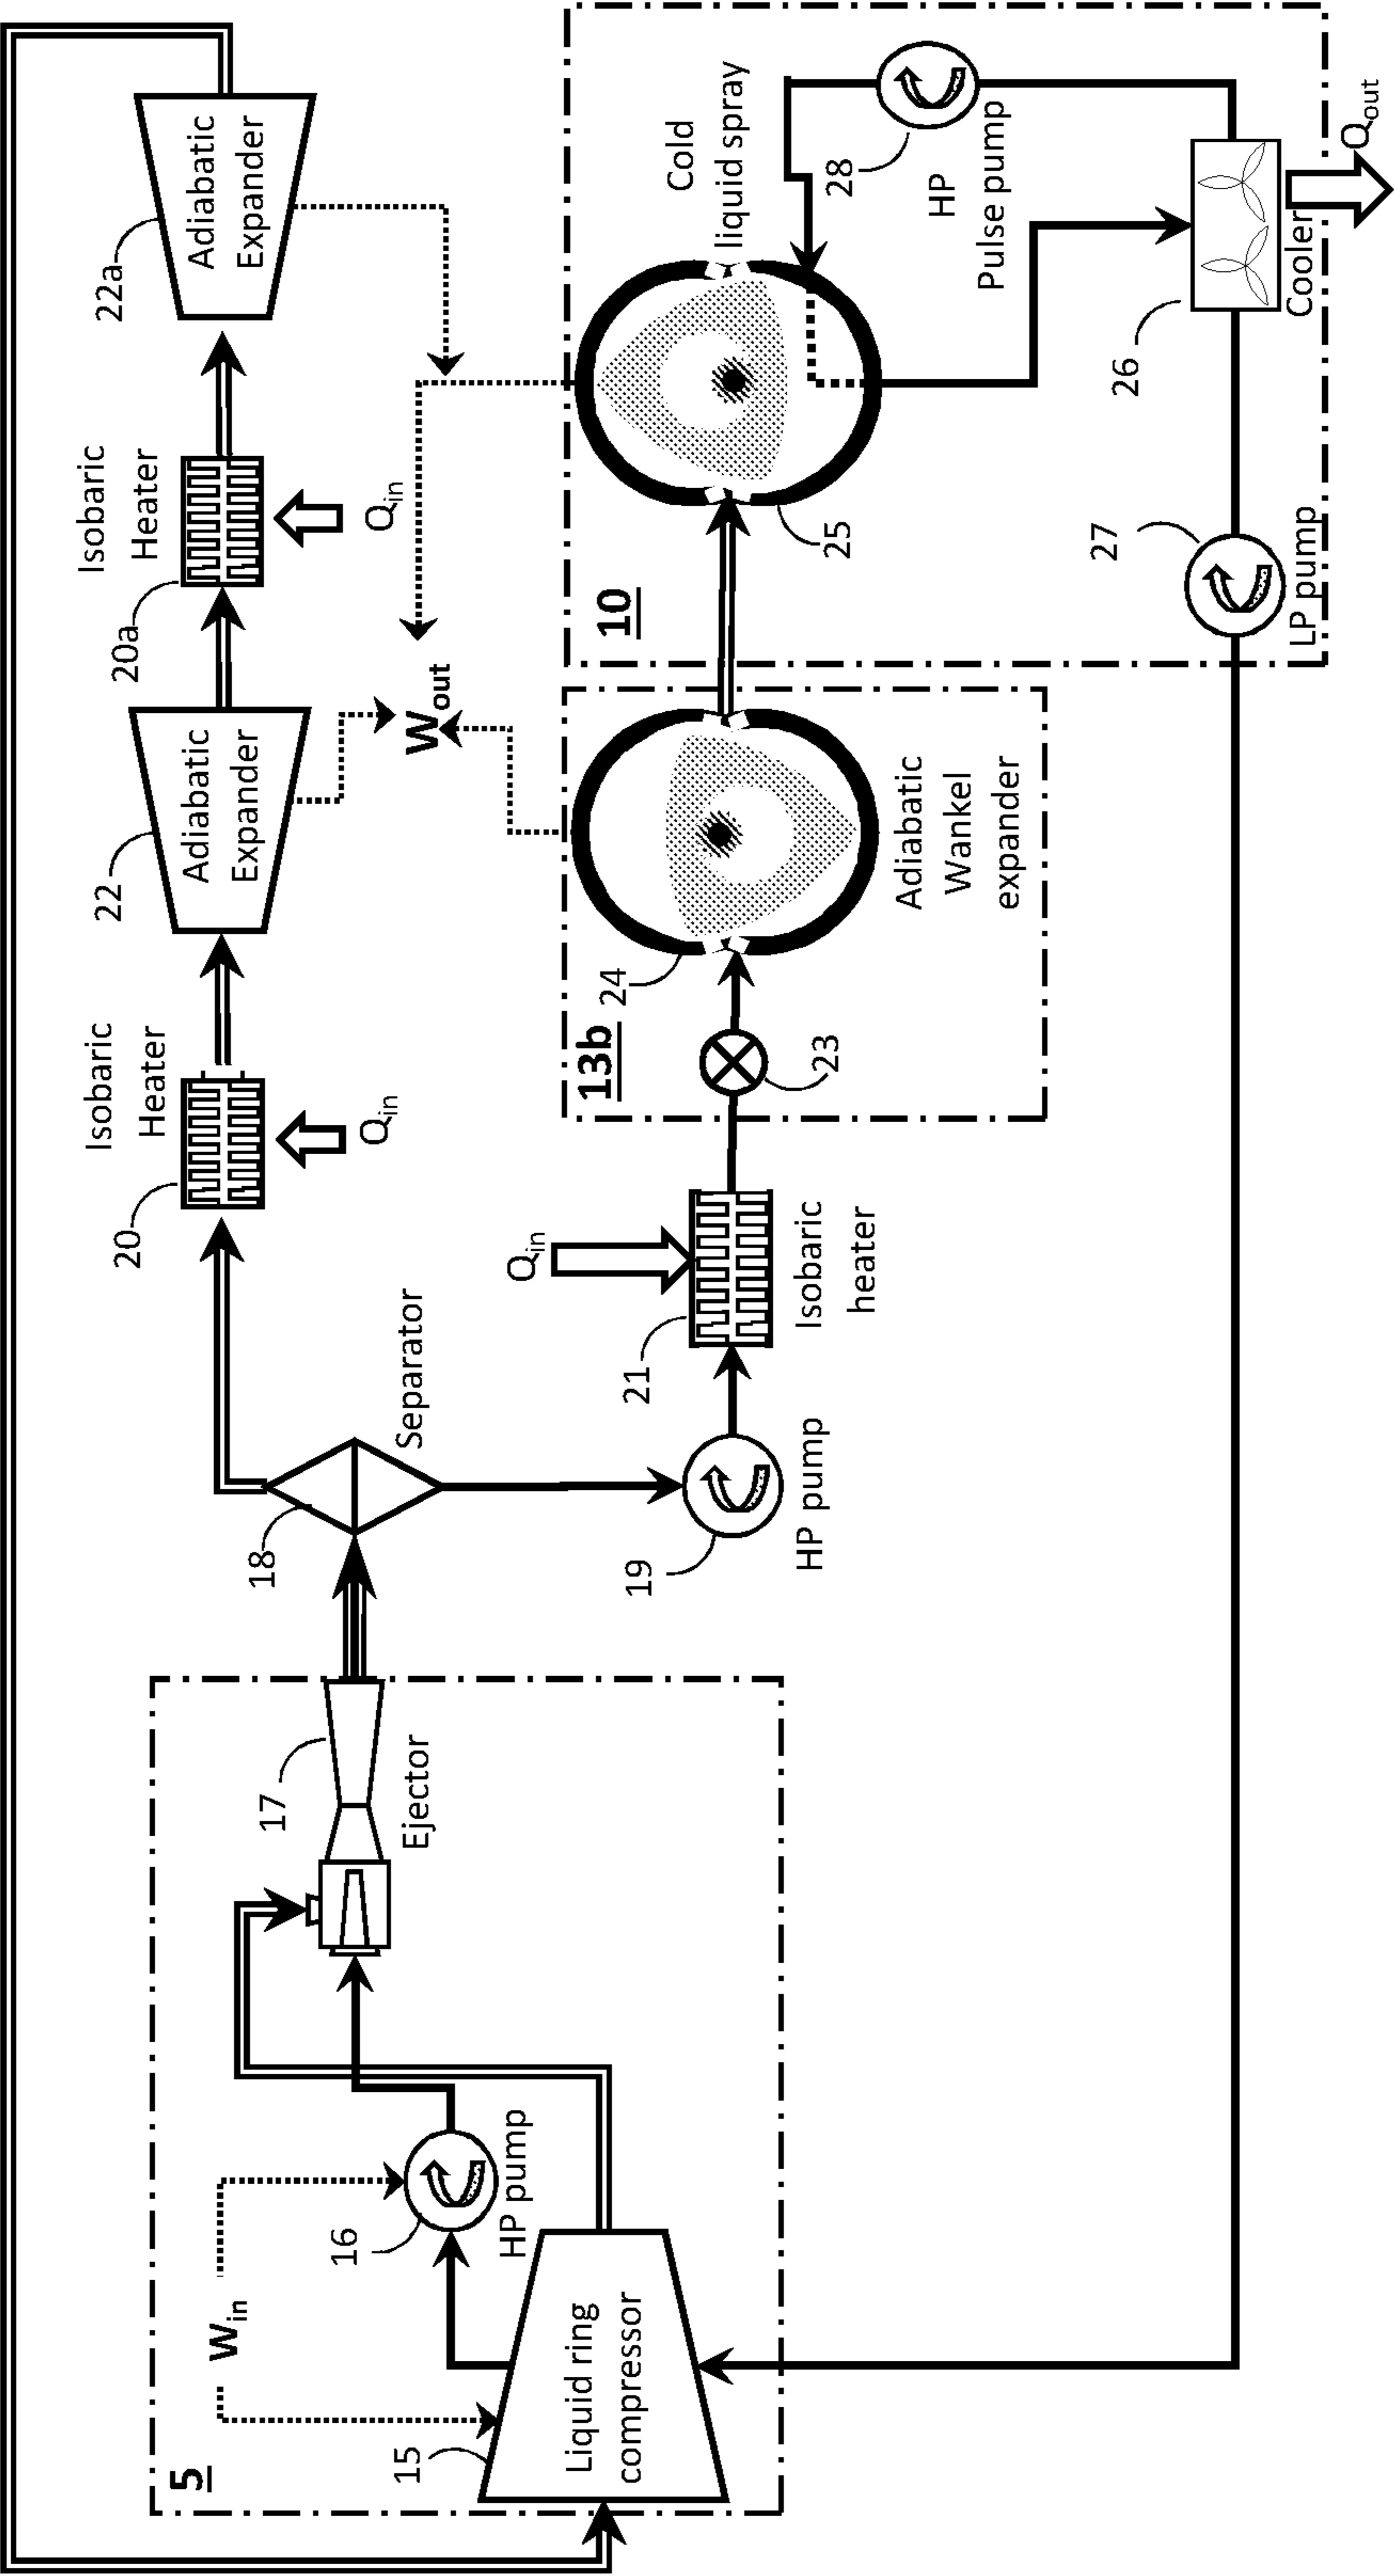 5
W_in
15
Liquid ring
compressor
16
HP pump
17
Ejector
18
Separator
19
HP pump
20
Isobaric
Heater
Q_in
22
Adiabatic
Expander
20a
Isobaric
Heater
Q_in
22a
Adiabatic
Expander
W_out
21
Q_in
Isobaric
heater
13b
23
24
Adiabatic
Wankel
expander
10
25
Cold
liquid spray
28
HP
Pulse pump
26
Cooler
Q_out
27
LP pump